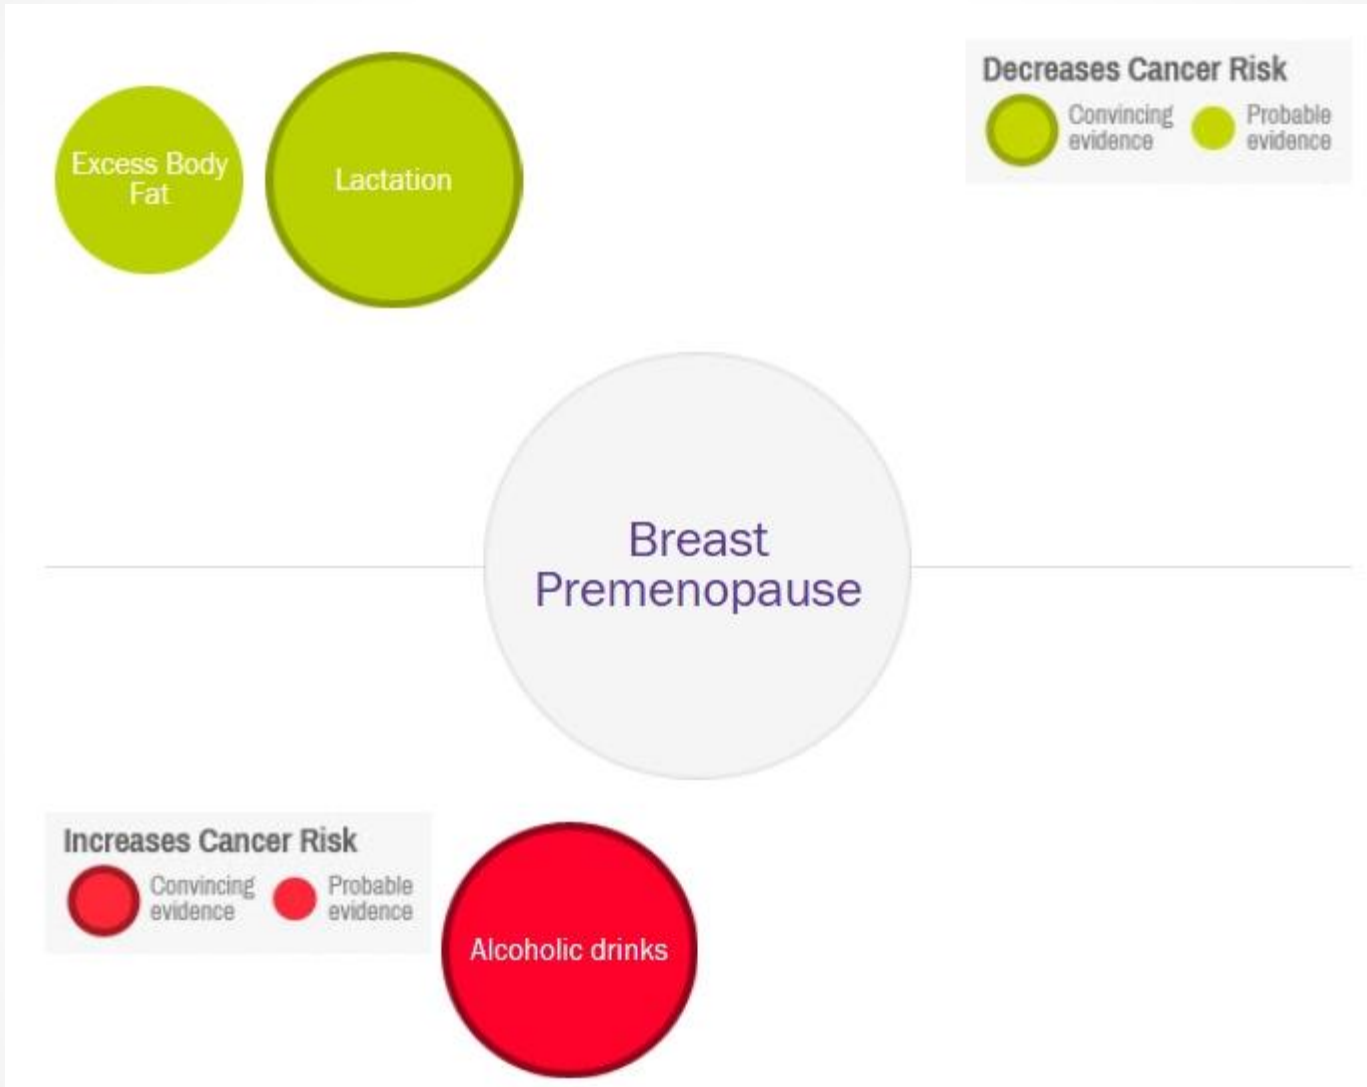 Excess Body
Fat
Lactation
Decreases Cancer Risk
Convincing
evidence
Probable
evidence
Breast
Premenopause
Increases Cancer Risk
Convincing
evidence
Probable
evidence
Alcoholic drinks